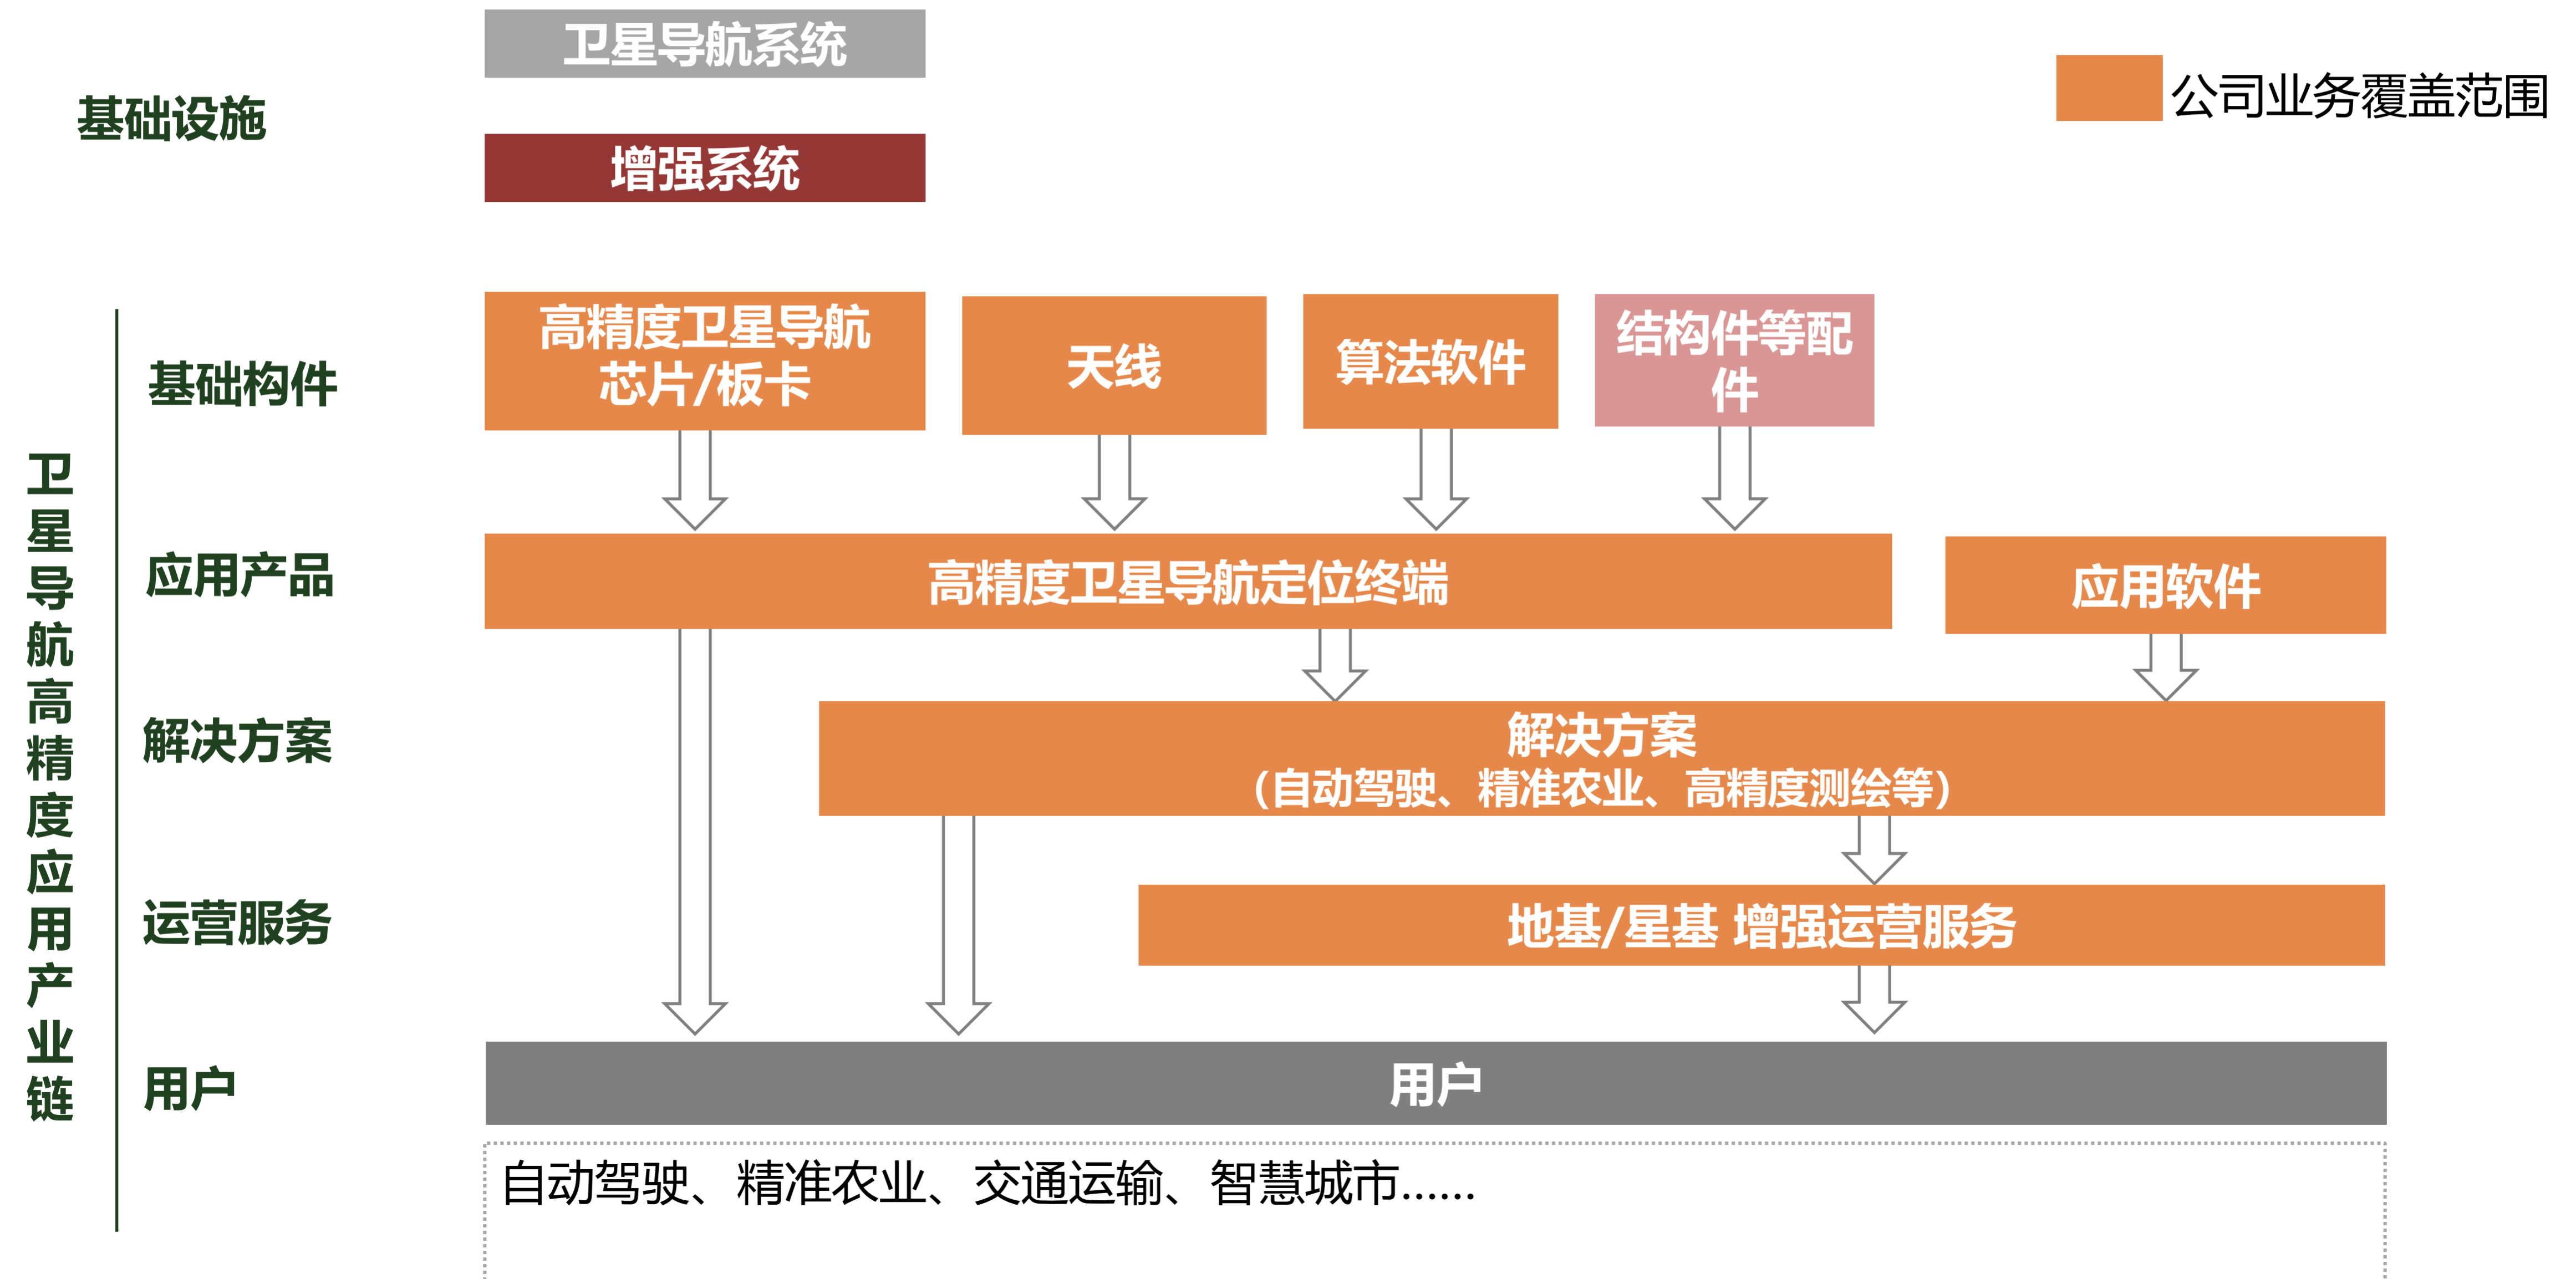 卫星导航系统
公司业务覆盖范围
基础设施
增强系统
高精度卫星导航
芯片/板卡
天线
算法软件
结构件等配
件
基础构件
卫星导航高精度应用产业链
应用产品
高精度卫星导航定位终端
应用软件
解决方案
解决方案
(自动驾驶、精准农业、高精度测绘等)
运营服务
地基/星基 增强运营服务
用户
用户
自动驾驶、精准农业、交通运输、智慧城市......